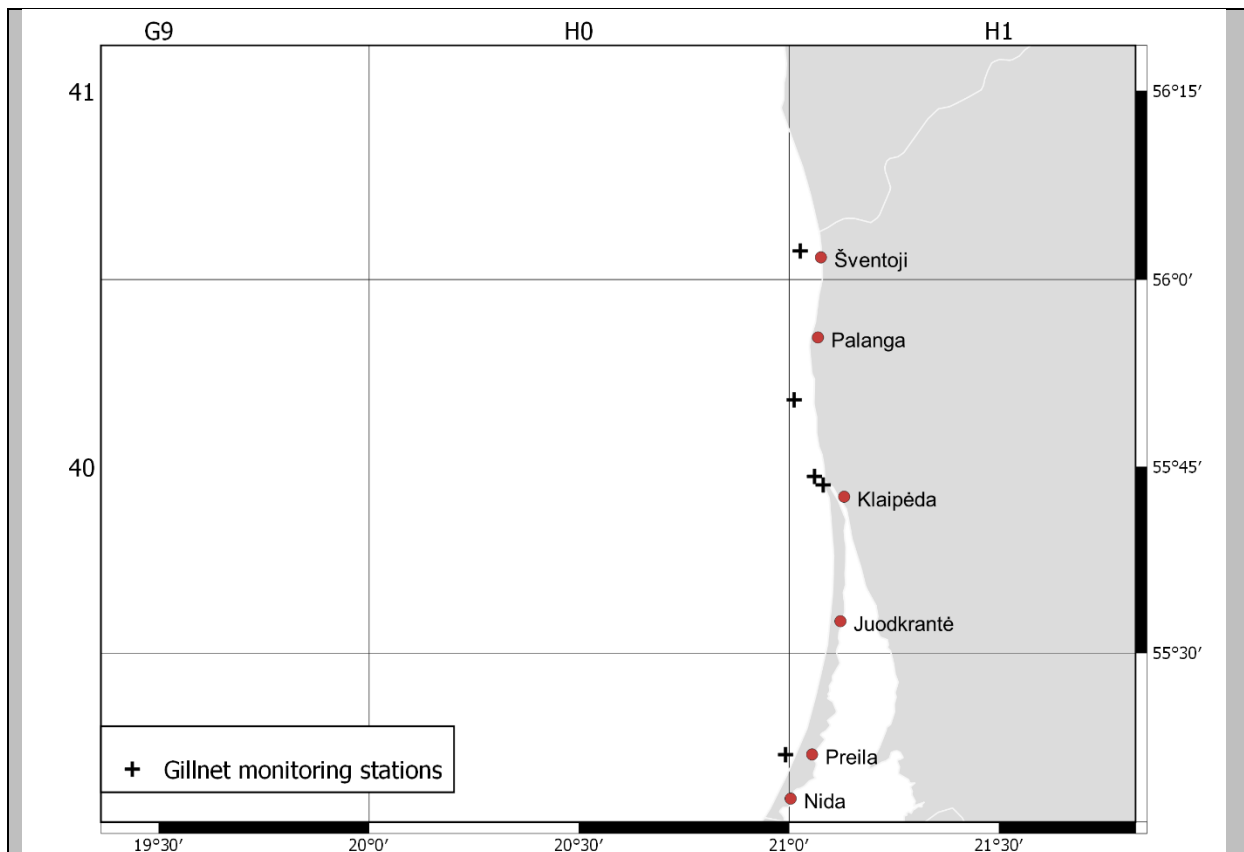 G9 H0 H1
41 56°15′
Šventoji
56°0′
Palanga
40 55°45′
Klaipėda
Juodkrantė
55°30′
Preila
+ Gillnet monitoring stations
Nida
19°30′ 20°0′ 20°30′ 21°0′ 21°30′